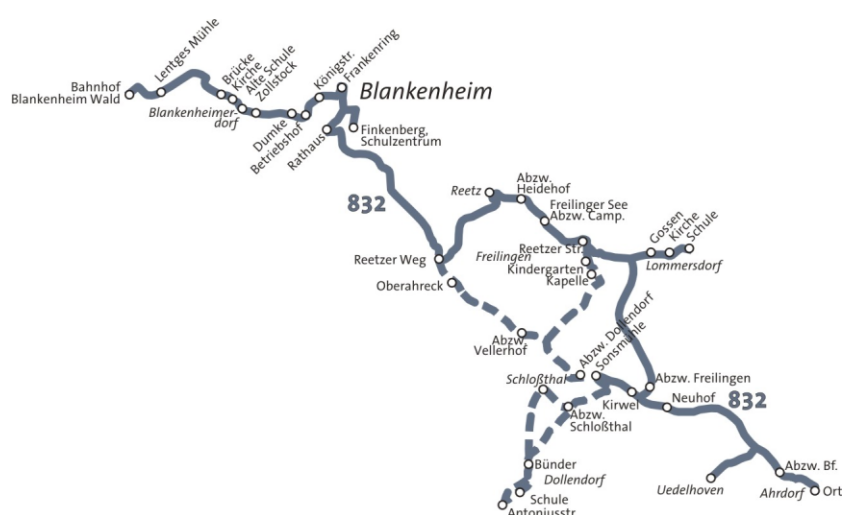 Lentges Mühle
Bahnhof
Blankenheim Wald
Brücke
Kirche
Alte Schule
Zollstock
Blankenheimer-
dorf
Königstr.
Frankenring
Blankenheim
Dumke
Betriebshof
Rathaus
Finkenberg,
Schulzentrum
832
Reetz
Abzw.
Heidehof
Freilinger See
Abzw. Camp.
Reetzer Str.
Freilingen
Kindergarten
Kapelle
Gossen
Kirche
Schule
Lommersdorf
Reetzer Weg
Oberahreck
Abzw.
Vellerhof
Abzw. Dollendorf
Sonsmühle
Schloßthal
Abzw.
Schloßthal
Kirwel
Abzw. Freilingen
Neuhof
832
Bünder
Dollendorf
Schule
Antoniusstr.
Uedelhoven
Abzw. Bf.
Ahrdorf
Ort